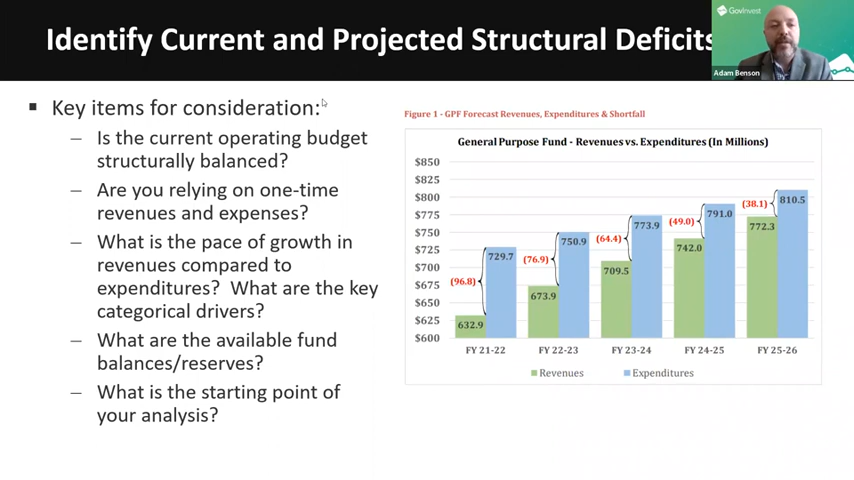 Identify Current and Projected Structural Deficits
GovInvest
Adam Benson
▪ Key items for consideration:
– Is the current operating budget
structurally balanced?
– Are you relying on one-time
revenues and expenses?
– What is the pace of growth in
revenues compared to
expenditures? What are the key
categorical drivers?
– What are the available fund
balances/reserves?
– What is the starting point of
your analysis?
Figure 1 - GPF Forecast Revenues, Expenditures & Shortfall
General Purpose Fund - Revenues vs. Expenditures (In Millions)
$850
$825
$800
$775
$750
$725
$700
$675
$650
$625
$600
(96.8)
632.9
729.7
(76.9)
673.9
750.9
(64.4)
709.5
773.9
(49.0)
742.0
791.0
(38.1)
772.3
810.5
FY 21-22 FY 22-23 FY 23-24 FY 24-25 FY 25-26
Revenues Expenditures